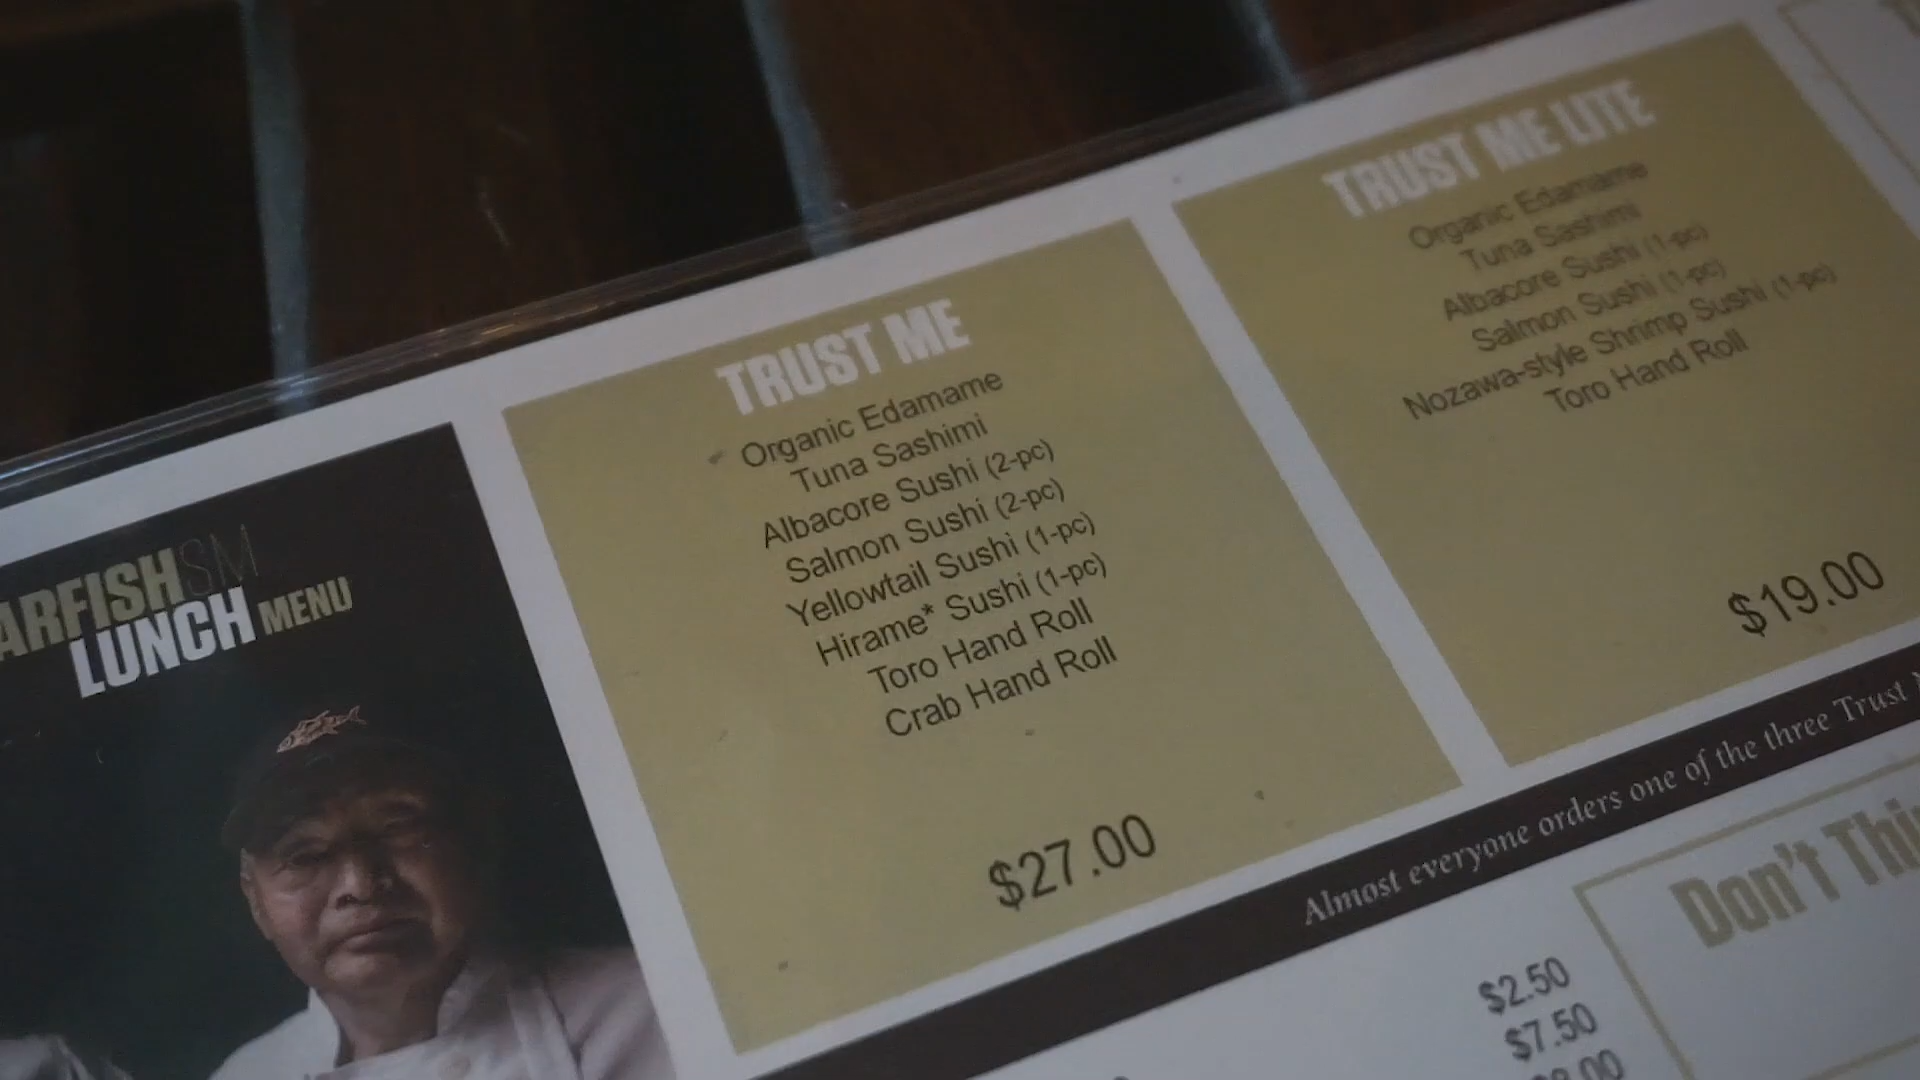 ARFISHSM
LUNCH MENU
TRUST ME
Organic Edamame
Tuna Sashimi
Albacore Sushi (2-pc)
Salmon Sushi (2-pc)
Yellowtail Sushi (1-pc)
Hirame* Sushi (1-pc)
Toro Hand Roll
Crab Hand Roll
$27.00
TRUST ME LITE
Organic Edamame
Tuna Sashimi
Albacore Sushi (1-pc)
Salmon Sushi (1-pc)
Nozawa-style Shrimp Sushi (1-pc)
Toro Hand Roll
$19.00
Almost everyone orders one of the three Trust
Don't Thi
$2.50
$7.50